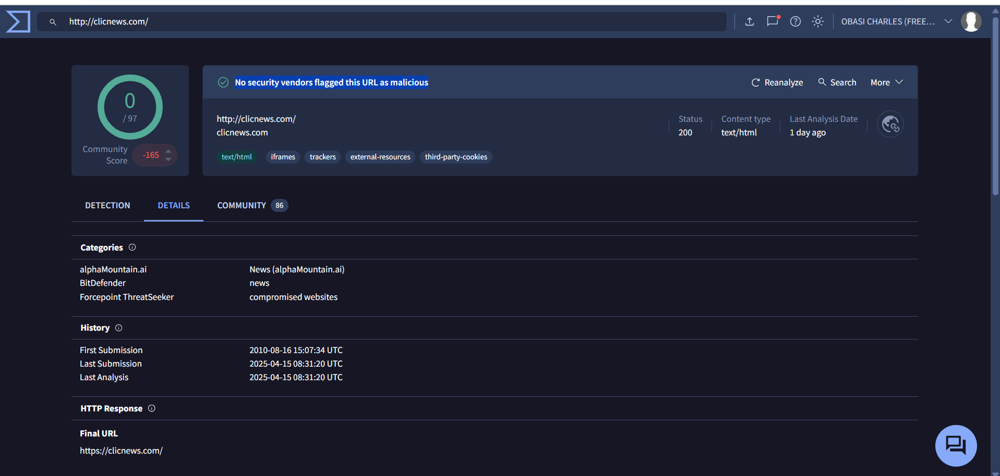 http://clicnews.com/
OBASI CHARLES (FREE...
0
/ 97
Community
Score
-165
No security vendors flagged this URL as malicious
Reanalyze
Search
More
http://clicnews.com/
clicnews.com
Status
200
Content type
text/html
Last Analysis Date
1 day ago
text/html
iframes
trackers
external-resources
third-party-cookies
DETECTION
DETAILS
COMMUNITY 86
Categories
alphaMountain.ai News (alphaMountain.ai)
BitDefender news
Forcepoint ThreatSeeker compromised websites
History
First Submission 2010-08-16 15:07:34 UTC
Last Submission 2025-04-15 08:31:20 UTC
Last Analysis 2025-04-15 08:31:20 UTC
HTTP Response
Final URL
https://clicnews.com/